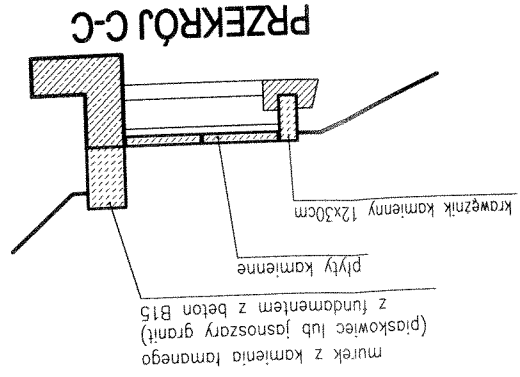 murek z kamienia łamanego
(piaskowiec lub jasnoszary granit)
z fundamentem z beton B15
płyty kamienne
krawężnik kamienny 12x30cm
PRZEKRÓJ C-C